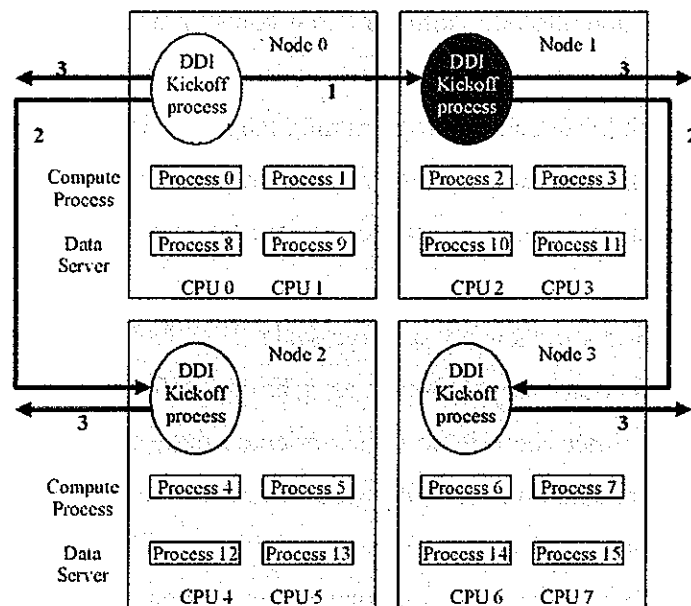 Node 0
Node 1
DDI
Kickoff
process
DDI
Kickoff
process
3
1
3
2
2
Compute
Process
Process 0
Process 1
Process 2
Process 3
Data
Server
Process 8
Process 9
Process 10
Process 11
CPU 0
CPU 1
CPU 2
CPU 3
Node 2
Node 3
DDI
Kickoff
process
DDI
Kickoff
process
3
3
Compute
Process
Process 4
Process 5
Process 6
Process 7
Data
Server
Process 12
Process 13
Process 14
Process 15
CPU 4
CPU 5
CPU 6
CPU 7